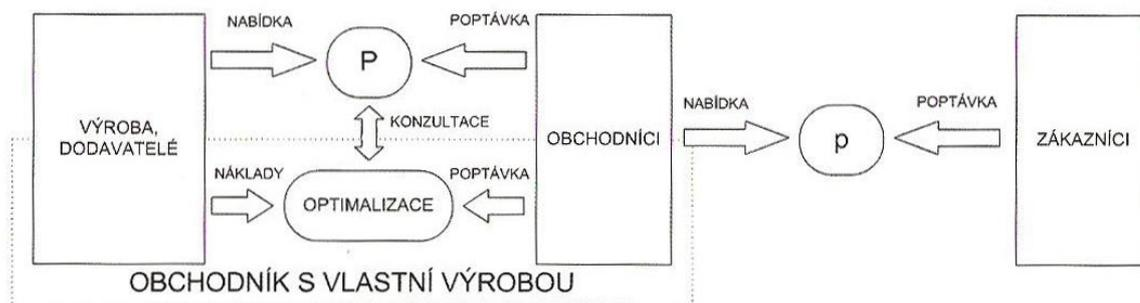 NABÍDKA
POPTÁVKA
P
VÝROBA,
DODAVATELÉ
KONZULTACE
OBCHODNÍCI
NABÍDKA
POPTÁVKA
p
ZÁKAZNÍCI
NÁKLADY
POPTÁVKA
OPTIMALIZACE
OBCHODNÍK S VLASTNÍ VÝROBOU